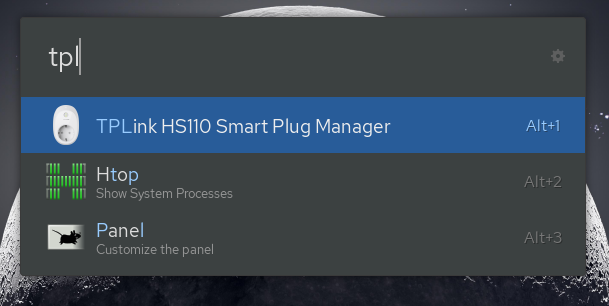 tpl
TPLink HS110 Smart Plug Manager Alt+1
Htop
Show System Processes Alt+2
Panel
Customize the panel Alt+3